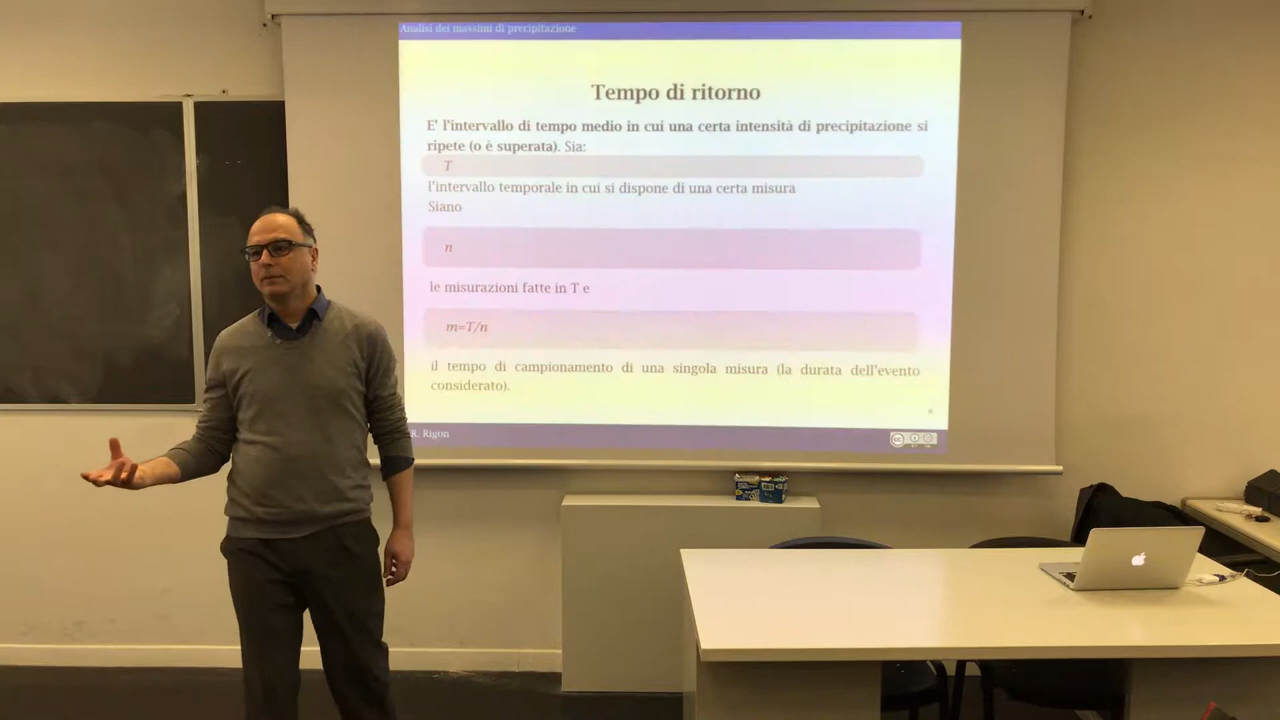 Analisi dei massimi di precipitazione
Tempo di ritorno
E' l'intervallo di tempo medio in cui una certa intensità di precipitazione si
ripete (o è superata). Sia:
T
l'intervallo temporale in cui si dispone di una certa misura
Siano
n
le misurazioni fatte in T e
m=T/n
il tempo di campionamento di una singola misura (la durata dell'evento
considerato).
R. Rigon
cc